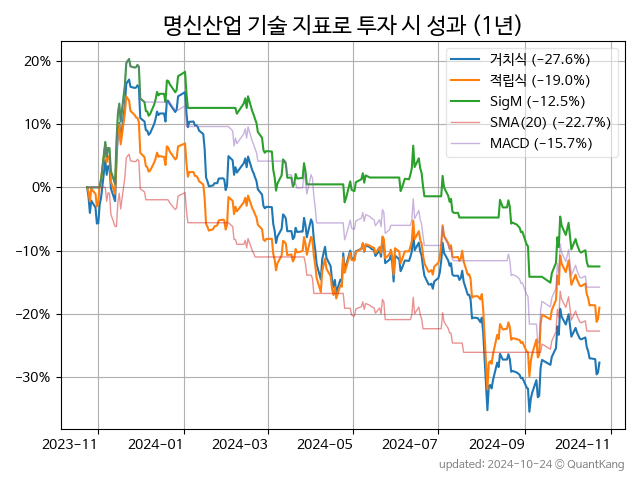 명신산업 기술 지표로 투자 시 성과 (1년)
거치식 (−27.6%)
적립식 (−19.0%)
SigM (−12.5%)
SMA(20) (−22.7%)
MACD (−15.7%)
20%
10%
0%
−10%
−20%
−30%
2023−11
2024−01
2024−03
2024−05
2024−07
2024−09
2024−11
updated: 2024−10−24 @ QuantKang